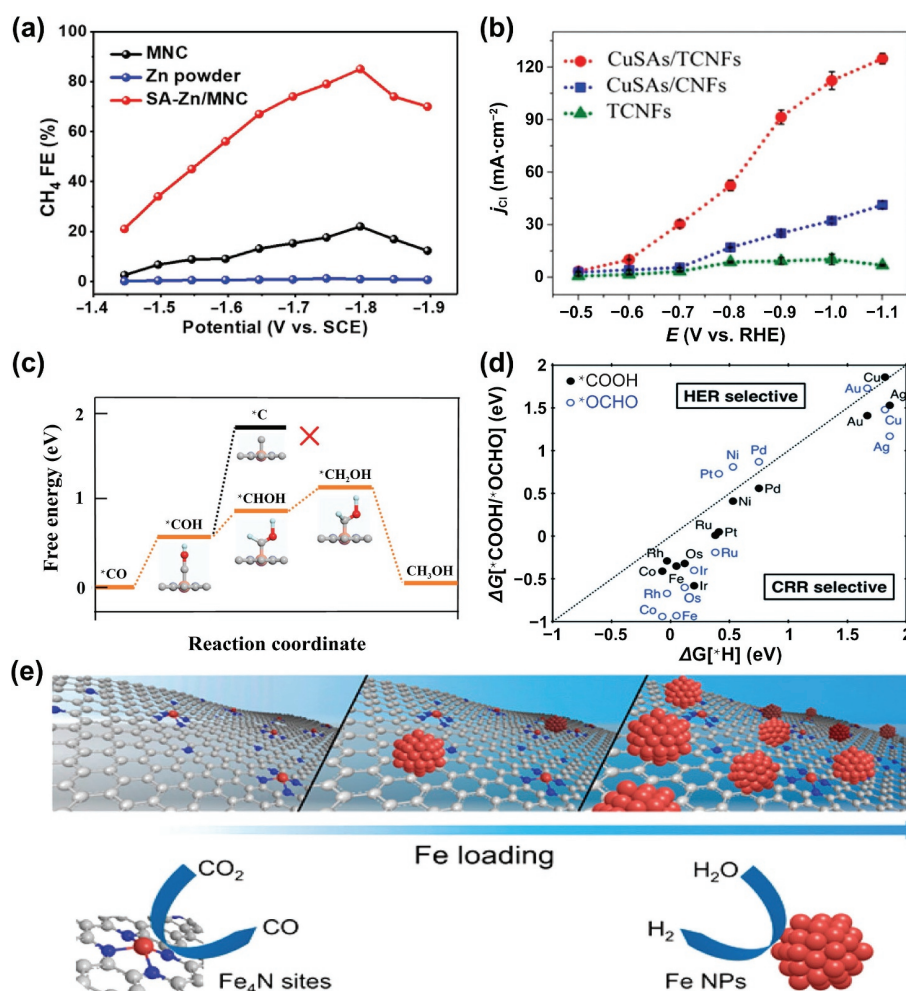 (a)
MNC
Zn powder
SA-Zn/MNC
CH4 FE (%)
100
80
60
40
20
0
−1.4 −1.5 −1.6 −1.7 −1.8 −1.9
Potential (V vs. SCE)
(b)
CuSAs/TCNFs
CuSAs/CNFs
TCNFs
jCl (mA·cm−2)
120
90
60
30
0
−0.5 −0.6 −0.7 −0.8 −0.9 −1.0 −1.1
E (V vs. RHE)
(c)
Free energy (eV)
2
1
0
*C
*CO
*COH
*CHOH
*CH2OH
CH3OH
Reaction coordinate
(d)
*COOH
*OCHO
HER selective
CRR selective
ΔG[*COOH/*OCHO] (eV)
2
1.5
1
0.5
0
−0.5
−1
Cu
Au
Ag
Au
Cu
Ag
Ni
Pd
Pt
Pd
Ni
Ru
Pt
Ru
Rh
Os
Ir
Co
Fe
Ir
Rh
Os
Co
Fe
−1 −0.5 0 0.5 1 1.5 2
ΔG[*H] (eV)
(e)
Fe loading
CO2
CO
Fe4N sites
H2O
H2
Fe NPs